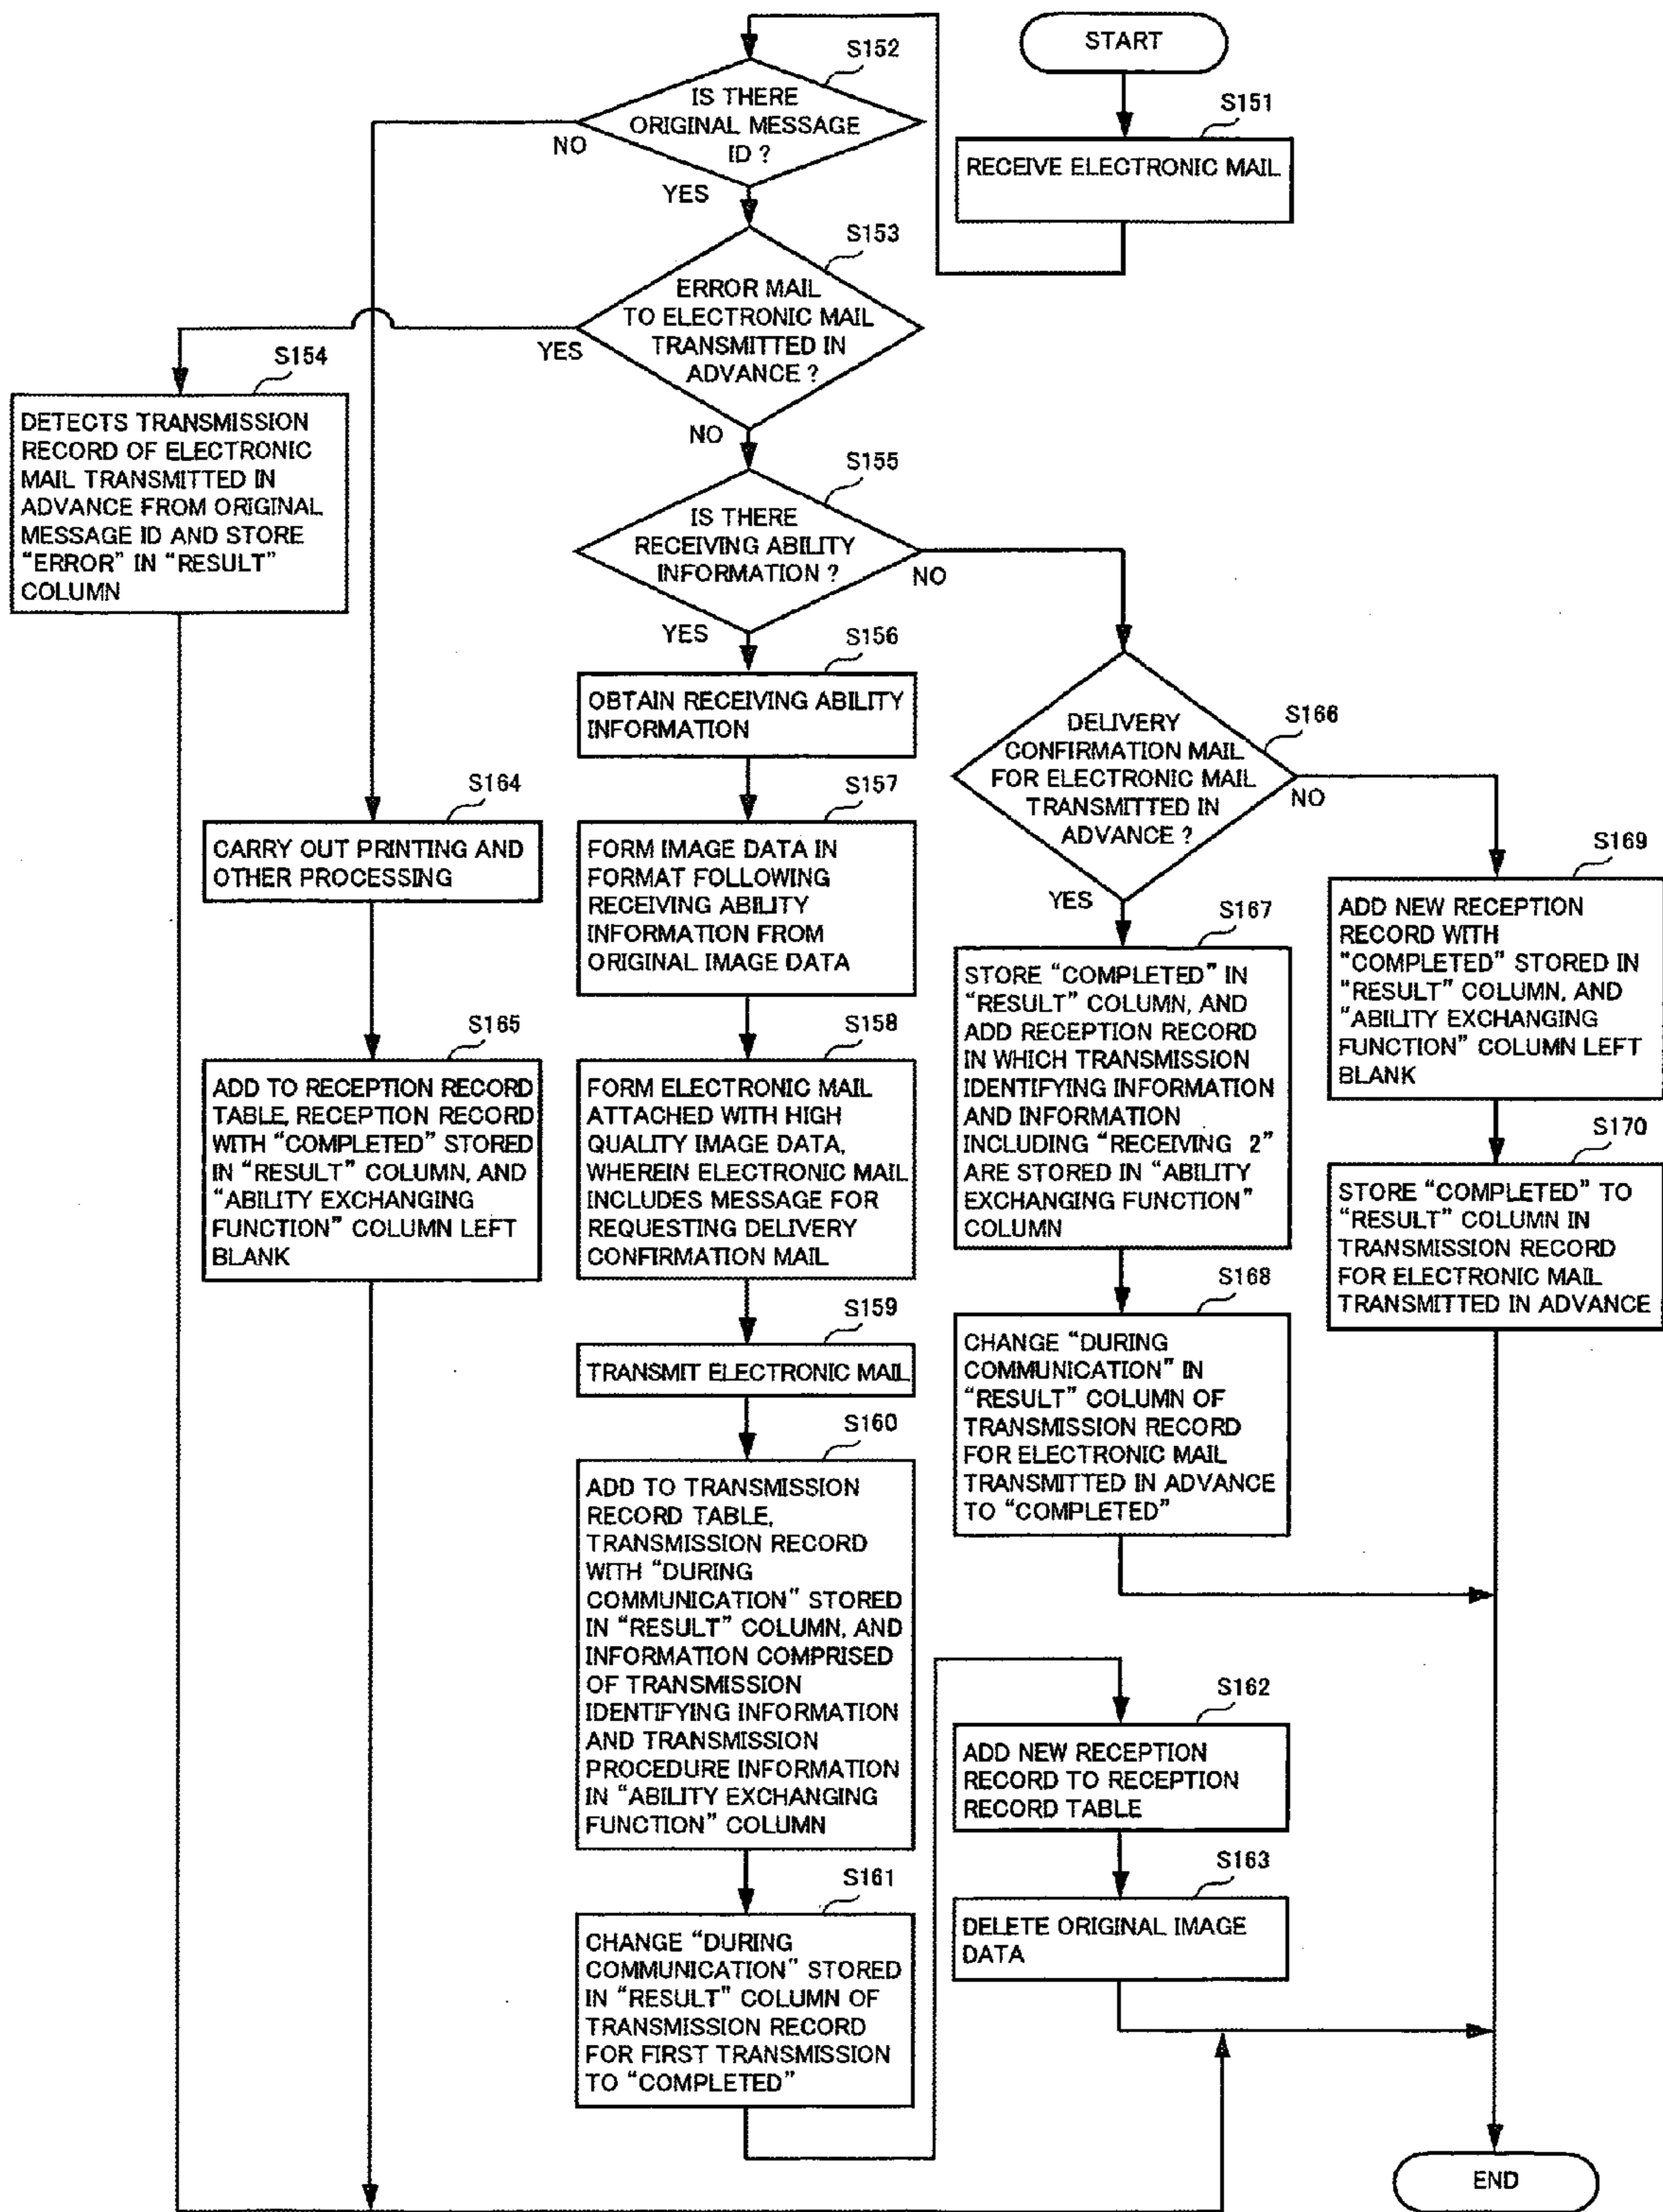 START
S151
RECEIVE ELECTRONIC MAIL
S152
IS THERE
ORIGINAL MESSAGE
ID ?
NO
YES
S153
ERROR MAIL
TO ELECTRONIC MAIL
TRANSMITTED IN
ADVANCE ?
YES
NO
S154
DETECTS TRANSMISSION
RECORD OF ELECTRONIC
MAIL TRANSMITTED IN
ADVANCE FROM ORIGINAL
MESSAGE ID AND STORE
“ERROR” IN “RESULT”
COLUMN
S155
IS THERE
RECEIVING ABILITY
INFORMATION ?
NO
YES
S156
OBTAIN RECEIVING ABILITY
INFORMATION
S157
FORM IMAGE DATA IN
FORMAT FOLLOWING
RECEIVING ABILITY
INFORMATION FROM
ORIGINAL IMAGE DATA
S158
FORM ELECTRONIC MAIL
ATTACHED WITH HIGH
QUALITY IMAGE DATA,
WHEREIN ELECTRONIC MAIL
INCLUDES MESSAGE FOR
REQUESTING DELIVERY
CONFIRMATION MAIL
S159
TRANSMIT ELECTRONIC MAIL
S160
ADD TO TRANSMISSION
RECORD TABLE,
TRANSMISSION RECORD
WITH “DURING
COMMUNICATION” STORED
IN “RESULT” COLUMN, AND
INFORMATION COMPRISED
OF TRANSMISSION
IDENTIFYING INFORMATION
AND TRANSMISSION
PROCEDURE INFORMATION
IN “ABILITY EXCHANGING
FUNCTION” COLUMN
S161
CHANGE “DURING
COMMUNICATION” STORED
IN “RESULT” COLUMN OF
TRANSMISSION RECORD
FOR FIRST TRANSMISSION
TO “COMPLETED”
S162
ADD NEW RECEPTION
RECORD TO RECEPTION
RECORD TABLE
S163
DELETE ORIGINAL IMAGE
DATA
S164
CARRY OUT PRINTING AND
OTHER PROCESSING
S165
ADD TO RECEPTION RECORD
TABLE, RECEPTION RECORD
WITH “COMPLETED” STORED
IN “RESULT” COLUMN, AND
“ABILITY EXCHANGING
FUNCTION” COLUMN LEFT
BLANK
S166
DELIVERY
CONFIRMATION MAIL
FOR ELECTRONIC MAIL
TRANSMITTED IN
ADVANCE ?
NO
YES
S167
STORE “COMPLETED” IN
“RESULT” COLUMN, AND
ADD RECEPTION RECORD
IN WHICH TRANSMISSION
IDENTIFYING INFORMATION
AND INFORMATION
INCLUDING “RECEIVING 2”
ARE STORED IN “ABILITY
EXCHANGING FUNCTION”
COLUMN
S168
CHANGE “DURING
COMMUNICATION” IN
“RESULT” COLUMN OF
TRANSMISSION RECORD
FOR ELECTRONIC MAIL
TRANSMITTED IN ADVANCE
TO “COMPLETED”
S169
ADD NEW RECEPTION
RECORD WITH
“COMPLETED” STORED IN
“RESULT” COLUMN, AND
“ABILITY EXCHANGING
FUNCTION” COLUMN LEFT
BLANK
S170
STORE “COMPLETED” TO
“RESULT” COLUMN IN
TRANSMISSION RECORD
FOR ELECTRONIC MAIL
TRANSMITTED IN ADVANCE
END